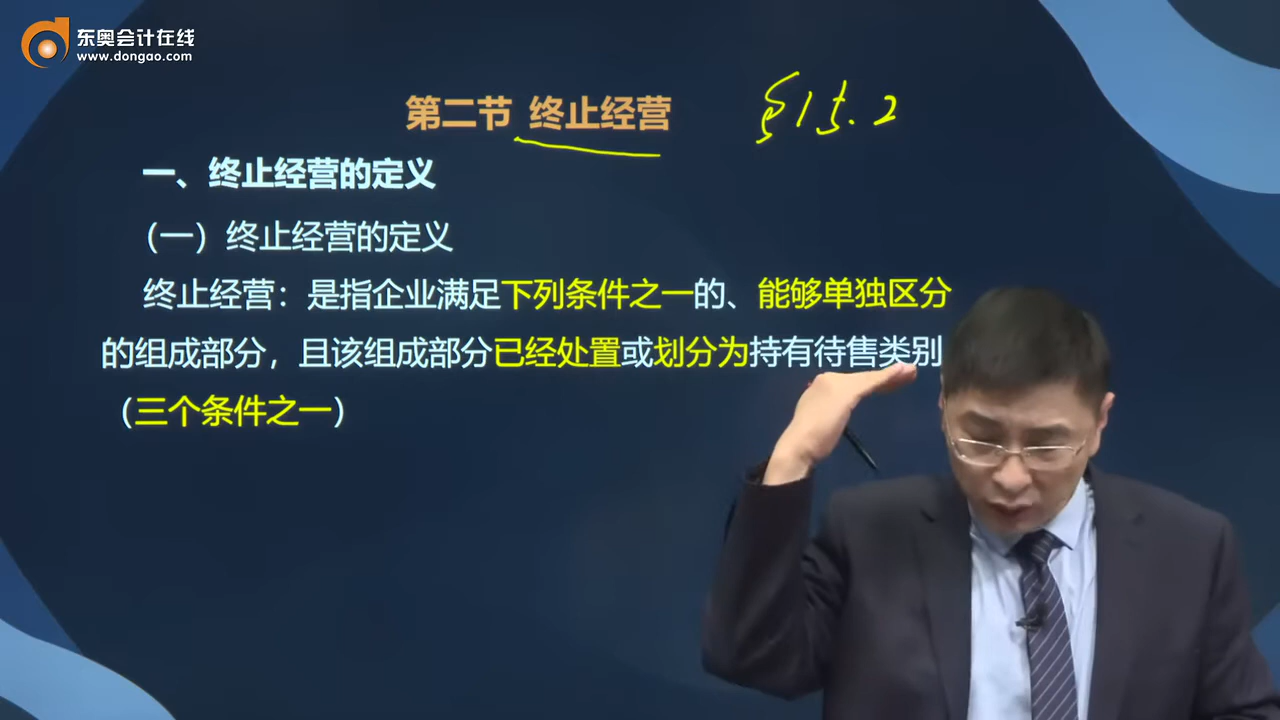 东奥会计在线
www.dongao.com
第二节 终止经营
§15.2
一、终止经营的定义
（一）终止经营的定义
终止经营：是指企业满足下列条件之一的、能够单独区分
的组成部分，且该组成部分已经处置或划分为持有待售类别
（三个条件之一）